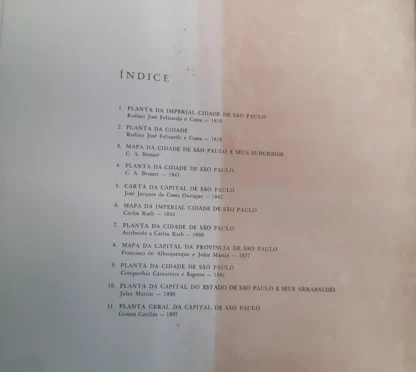 ÍNDICE
1. PLANTA DA IMPERIAL CIDADE DE SÃO PAULO
Rufino José Felizardo e Costa — 1810
2. PLANTA DA CIDADE
Rufino José Felizardo e Costa — 1810
3. MAPA DA CIDADE DE SÃO PAULO E SEUS SUBURBIOS
C. A. Bresser
4. PLANTA DA CIDADE DE SÃO PAULO
C. A. Bresser — 1841
5. CARTA DA CAPITAL DE SÃO PAULO
José Jacques da Costa Ourique — 1842
6. MAPA DA IMPERIAL CIDADE DE SÃO PAULO
Carlos Rath — 1855
7. PLANTA DA CIDADE DE SÃO PAULO
Atribuída a Carlos Rath — 1868
8. MAPA DA CAPITAL DA PROVÍNCIA DE SÃO PAULO
Francisco de Albuquerque e Jules Martin — 1877
9. PLANTA DA CIDADE DE SÃO PAULO
Companhia Cantareira e Esgotos — 1881
10. PLANTA DA CAPITAL DO ESTADO DE SÃO PAULO E SEUS ARRABALDES
Jules Martin — 1890
11. PLANTA GERAL DA CAPITAL DE SÃO PAULO
Gomes Cardim — 1897